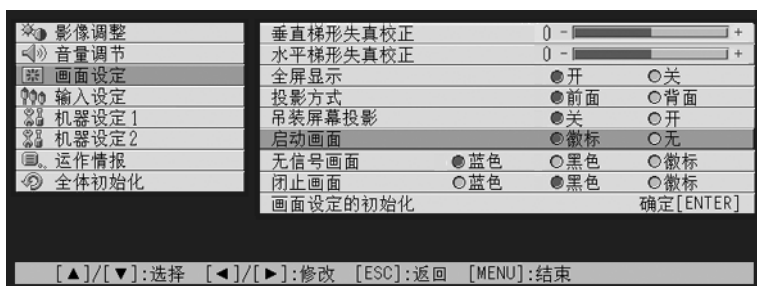 影像调整
音量调节
画面设定
输入设定
机器设定1
机器设定2
运作情报
全体初始化
垂直梯形失真校正 0 - +
水平梯形失真校正 0 - +
全屏显示 开 关
投影方式 前面 背面
吊装屏幕投影 关 开
启动画面 徽标 无
无信号画面 蓝色 黑色 徽标
闭止画面 蓝色 黑色 徽标
画面设定的初始化 确定[ENTER]
[▲]/[▼]:选择 [◄]/[►]:修改 [ESC]:返回 [MENU]:结束